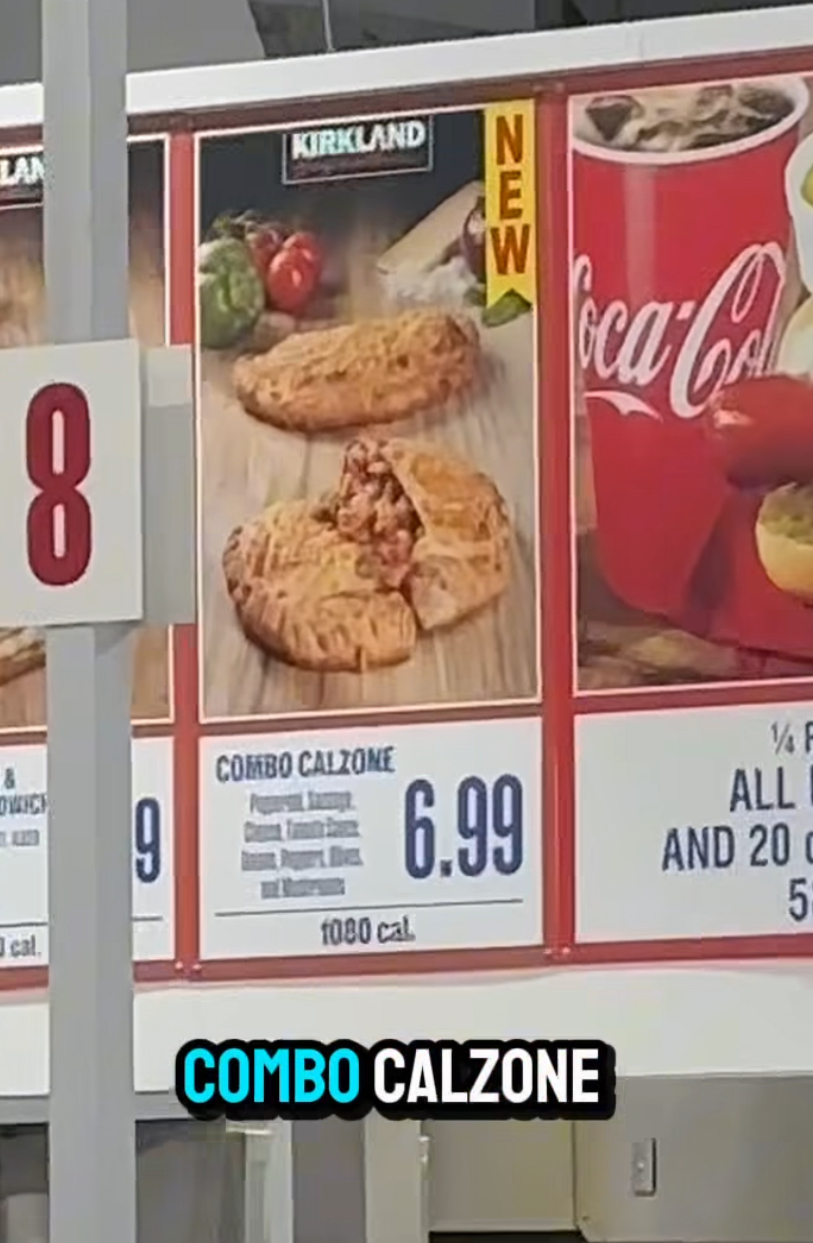 LAN
KIRKLAND
NEW
Coca-Col
8
COMBO CALZONE
Pepperoni, Sausage,
Cheese, Tomato Sauce,
Onions, Peppers, Olives,
and Mushrooms
6.99
1080 cal.
&
DWICH
9
cal.
1/4
ALL
AND 20
5
COMBO CALZONE